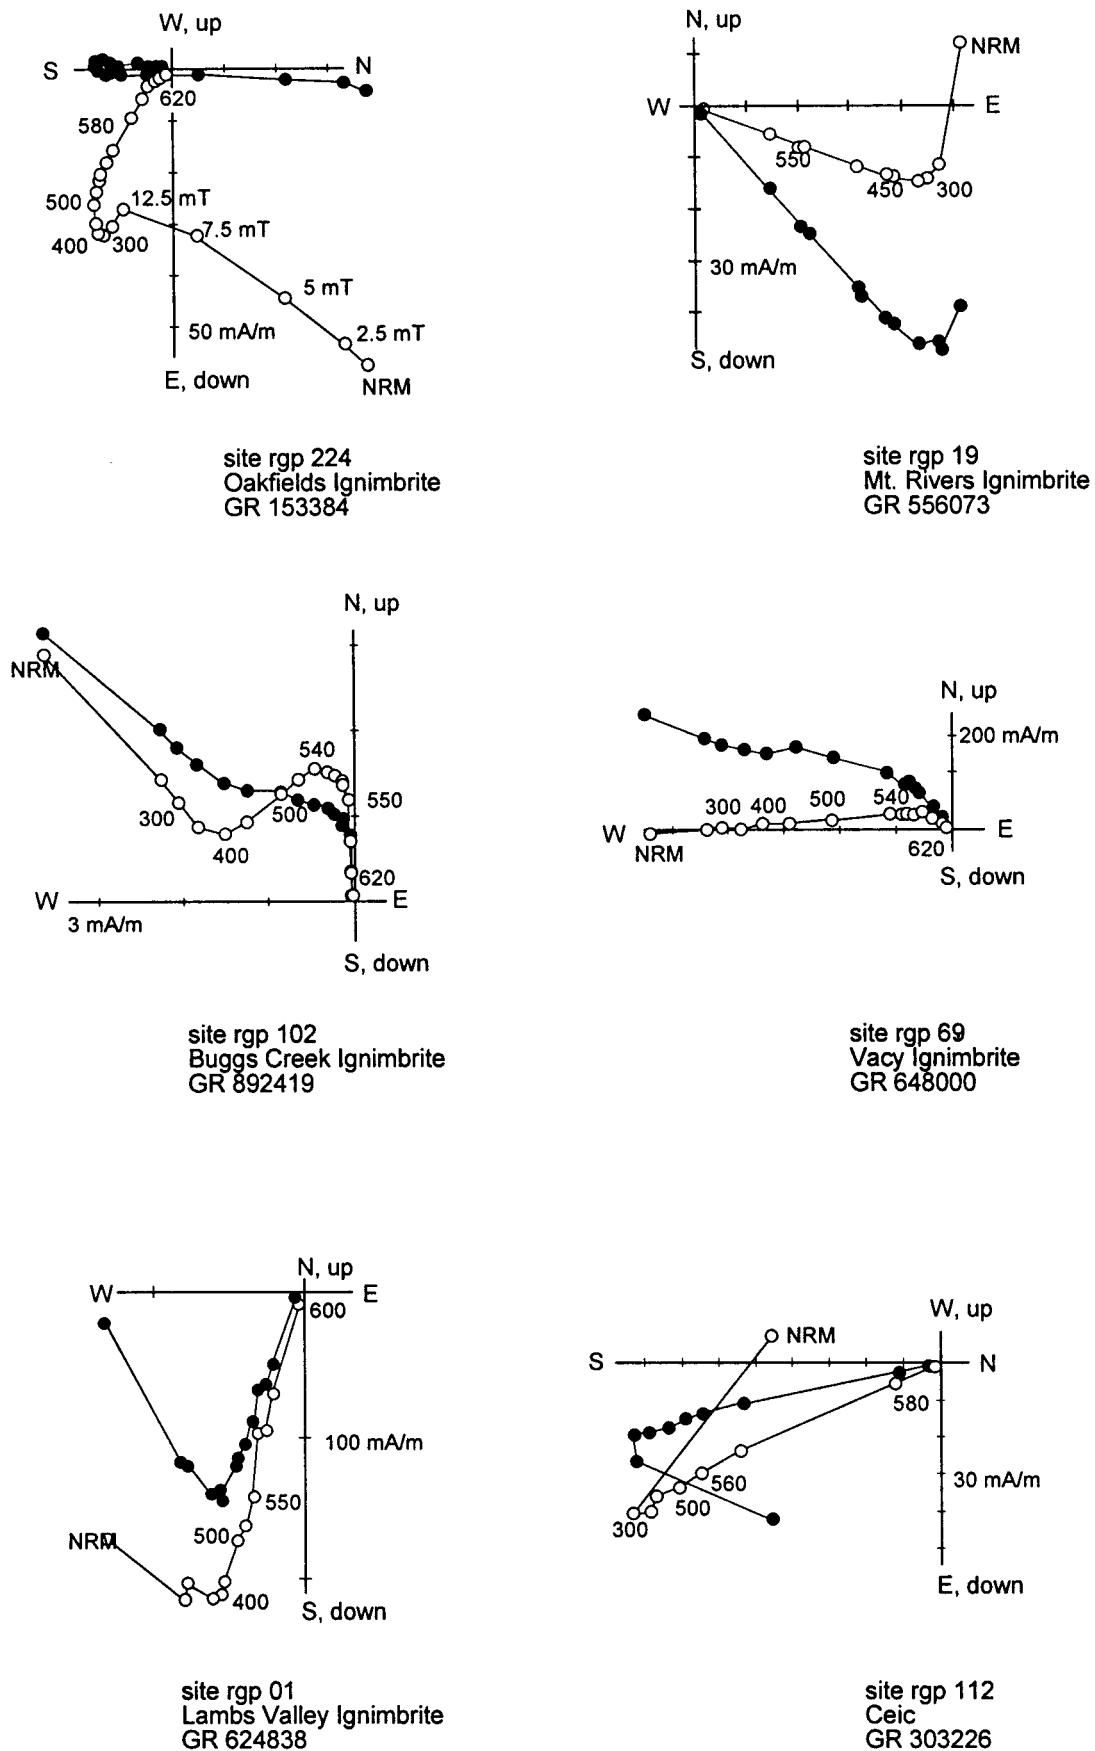 W, up
S
N
620
580
12.5 mT
500
7.5 mT
400
300
5 mT
50 mA/m
2.5 mT
E, down
NRM
site rgp 224
Oakfields Ignimbrite
GR 153384
N, up
NRM
W
E
550
450
300
30 mA/m
S, down
site rgp 19
Mt. Rivers Ignimbrite
GR 556073
N, up
NRM
540
300
500
550
400
620
W
E
3 mA/m
S, down
site rgp 102
Buggs Creek Ignimbrite
GR 892419
N, up
200 mA/m
300
400
500
540
W
E
NRM
620
S, down
site rgp 69
Vacy Ignimbrite
GR 648000
N, up
W
E
600
100 mA/m
550
500
NRM
400
S, down
site rgp 01
Lambs Valley Ignimbrite
GR 624838
W, up
NRM
S
N
580
560
30 mA/m
500
300
E, down
site rgp 112
Ceic
GR 303226